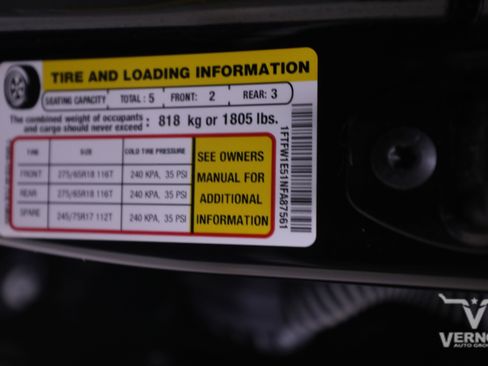 TIRE AND LOADING INFORMATION
SEATING CAPACITY TOTAL : 5 FRONT: 2 REAR: 3
The combined weight of occupants and cargo should never exceed : 818 kg or 1805 lbs.
TIRE SIZE COLD TIRE PRESSURE
FRONT 275/65R18 116T 240 KPA, 35 PSI
REAR 275/65R18 116T 240 KPA, 35 PSI
SPARE 245/75R17 112T 240 KPA, 35 PSI
SEE OWNERS
MANUAL FOR
ADDITIONAL
INFORMATION
1FTFW1E51NFA87561
VERNO
AUTO GROU